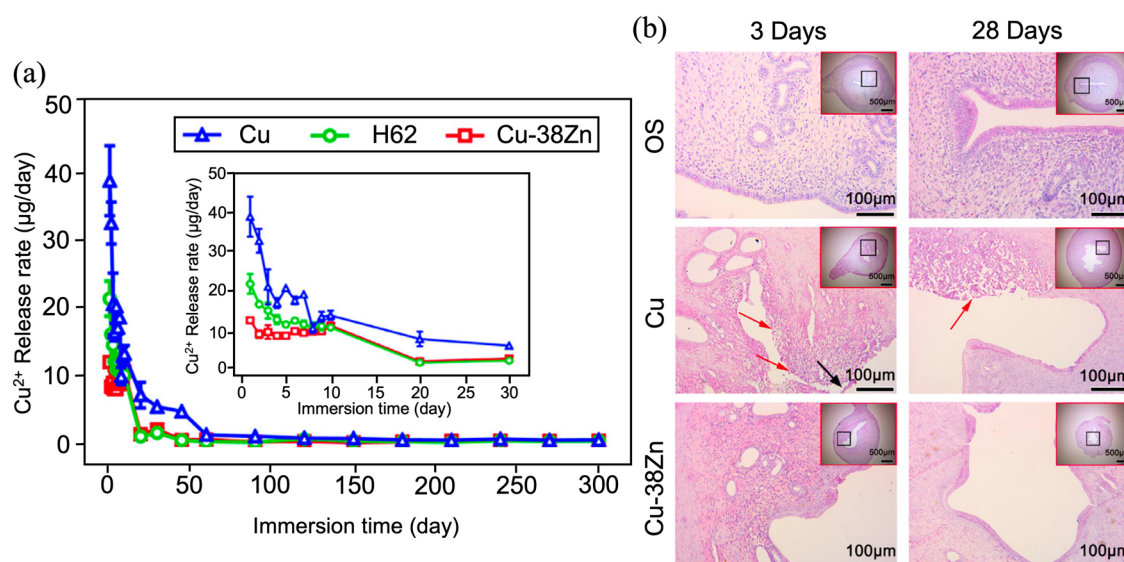 (a)
50
40
30
20
10
0
Cu²⁺ Release rate (µg/day)
Cu H62 Cu-38Zn
50
40
30
20
10
0
Cu²⁺ Release rate (µg/day)
0 5 10 15 20 25 30
Immersion time (day)
0 50 100 150 200 250 300
Immersion time (day)
(b)
3 Days 28 Days
OS
500µm
100µm
500µm
100µm
Cu
500µm
100µm
500µm
100µm
Cu-38Zn
500µm
100µm
500µm
100µm